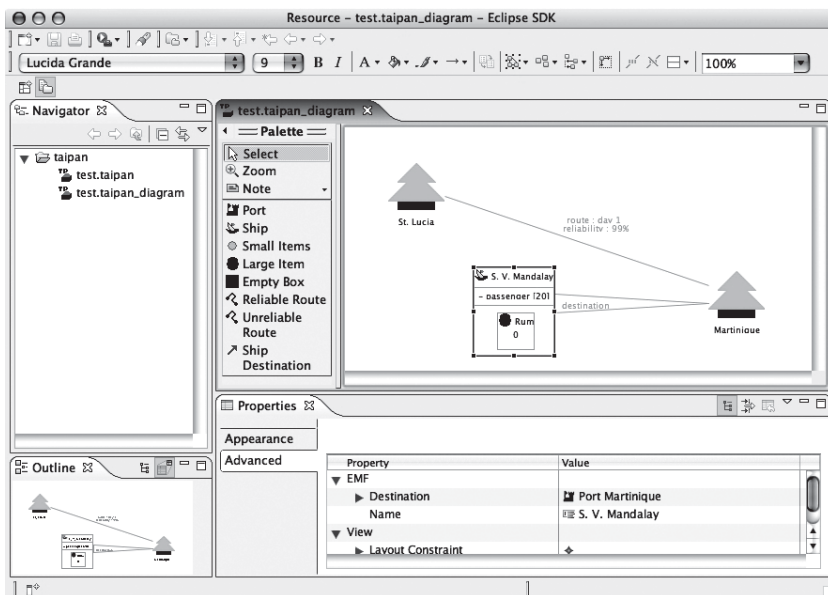 Resource – test.taipan_diagram – Eclipse SDK
Lucida Grande
9
B I A
100%
Navigator
taipan
test.taipan
test.taipan_diagram
test.taipan_diagram
Palette
Select
Zoom
Note
Port
Ship
Small Items
Large Item
Empty Box
Reliable Route
Unreliable
Route
Ship
Destination
St. Lucia
route : day 1
reliability : 99%
S. V. Mandalay
– passenger [20]
destination
Rum
0
Martinique
Outline
Properties
Appearance
Advanced
Property Value
EMF
Destination Port Martinique
Name S. V. Mandalay
View
Layout Constraint